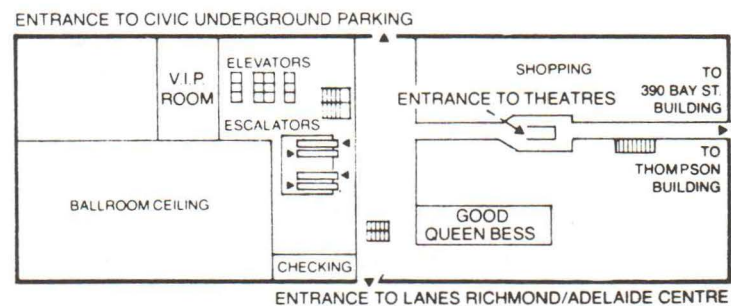 ENTRANCE TO CIVIC UNDERGROUND PARKING
V.I.P.
ROOM
ELEVATORS
ESCALATORS
SHOPPING
ENTRANCE TO THEATRES
TO
390 BAY ST.
BUILDING
TO
THOMPSON
BUILDING
BALLROOM CEILING
GOOD
QUEEN BESS
CHECKING
ENTRANCE TO LANES RICHMOND/ADELAIDE CENTRE